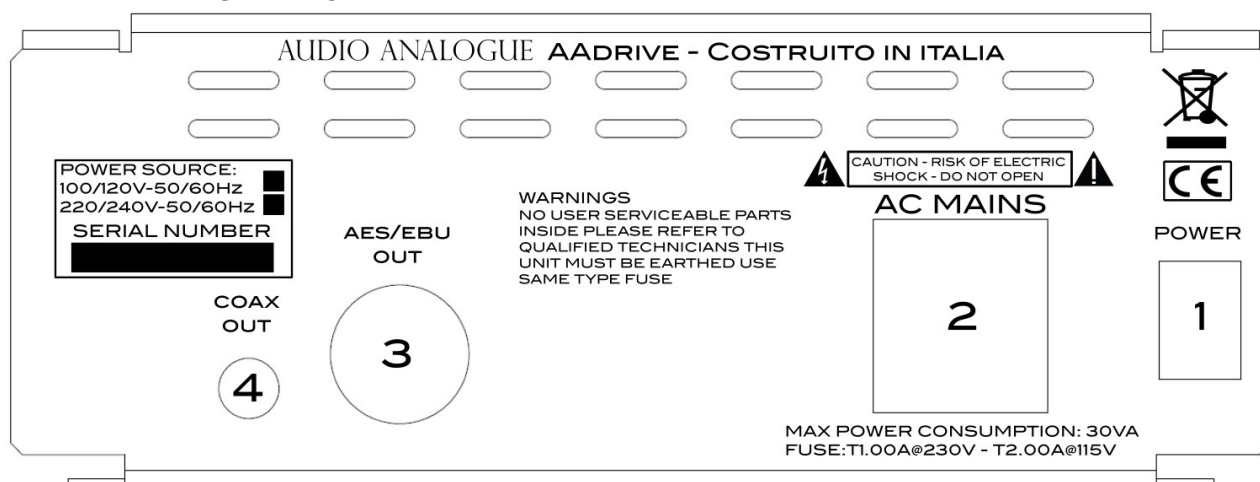 AUDIO ANALOGUE AADRIVE - COSTRUITO IN ITALIA
POWER SOURCE:
100/120V-50/60Hz
220/240V-50/60Hz
SERIAL NUMBER
COAX
OUT
4
AES/EBU
OUT
3
WARNINGS
NO USER SERVICEABLE PARTS
INSIDE PLEASE REFER TO
QUALIFIED TECHNICIANS THIS
UNIT MUST BE EARTHED USE
SAME TYPE FUSE
CAUTION - RISK OF ELECTRIC
SHOCK - DO NOT OPEN
AC MAINS
2
MAX POWER CONSUMPTION: 30VA
FUSE:T1.00A@230V - T2.00A@115V
CE
POWER
1